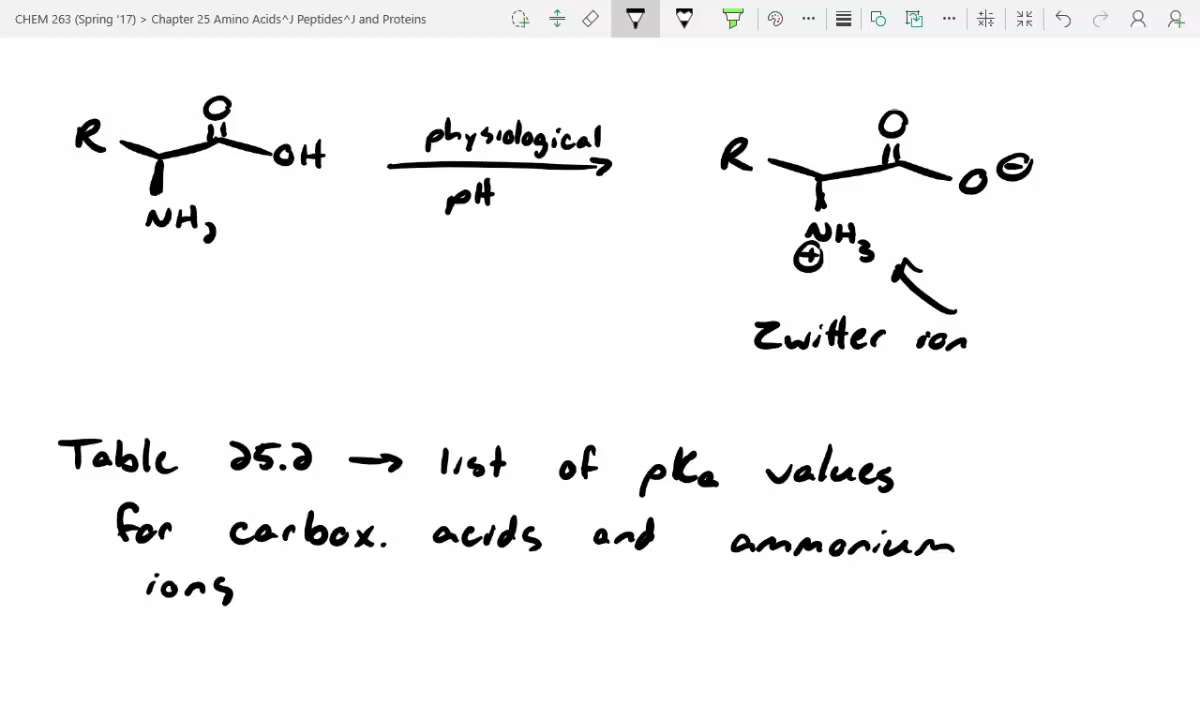 CHEM 263 (Spring '17) > Chapter 25 Amino Acids^J Peptides^J and Proteins
R O OH NH2
physiological
pH
R O O ⊖
NH3 ⊕
Zwitter ion
Table 25.2 → list of pKa values
for carbox. acids and ammonium
ions